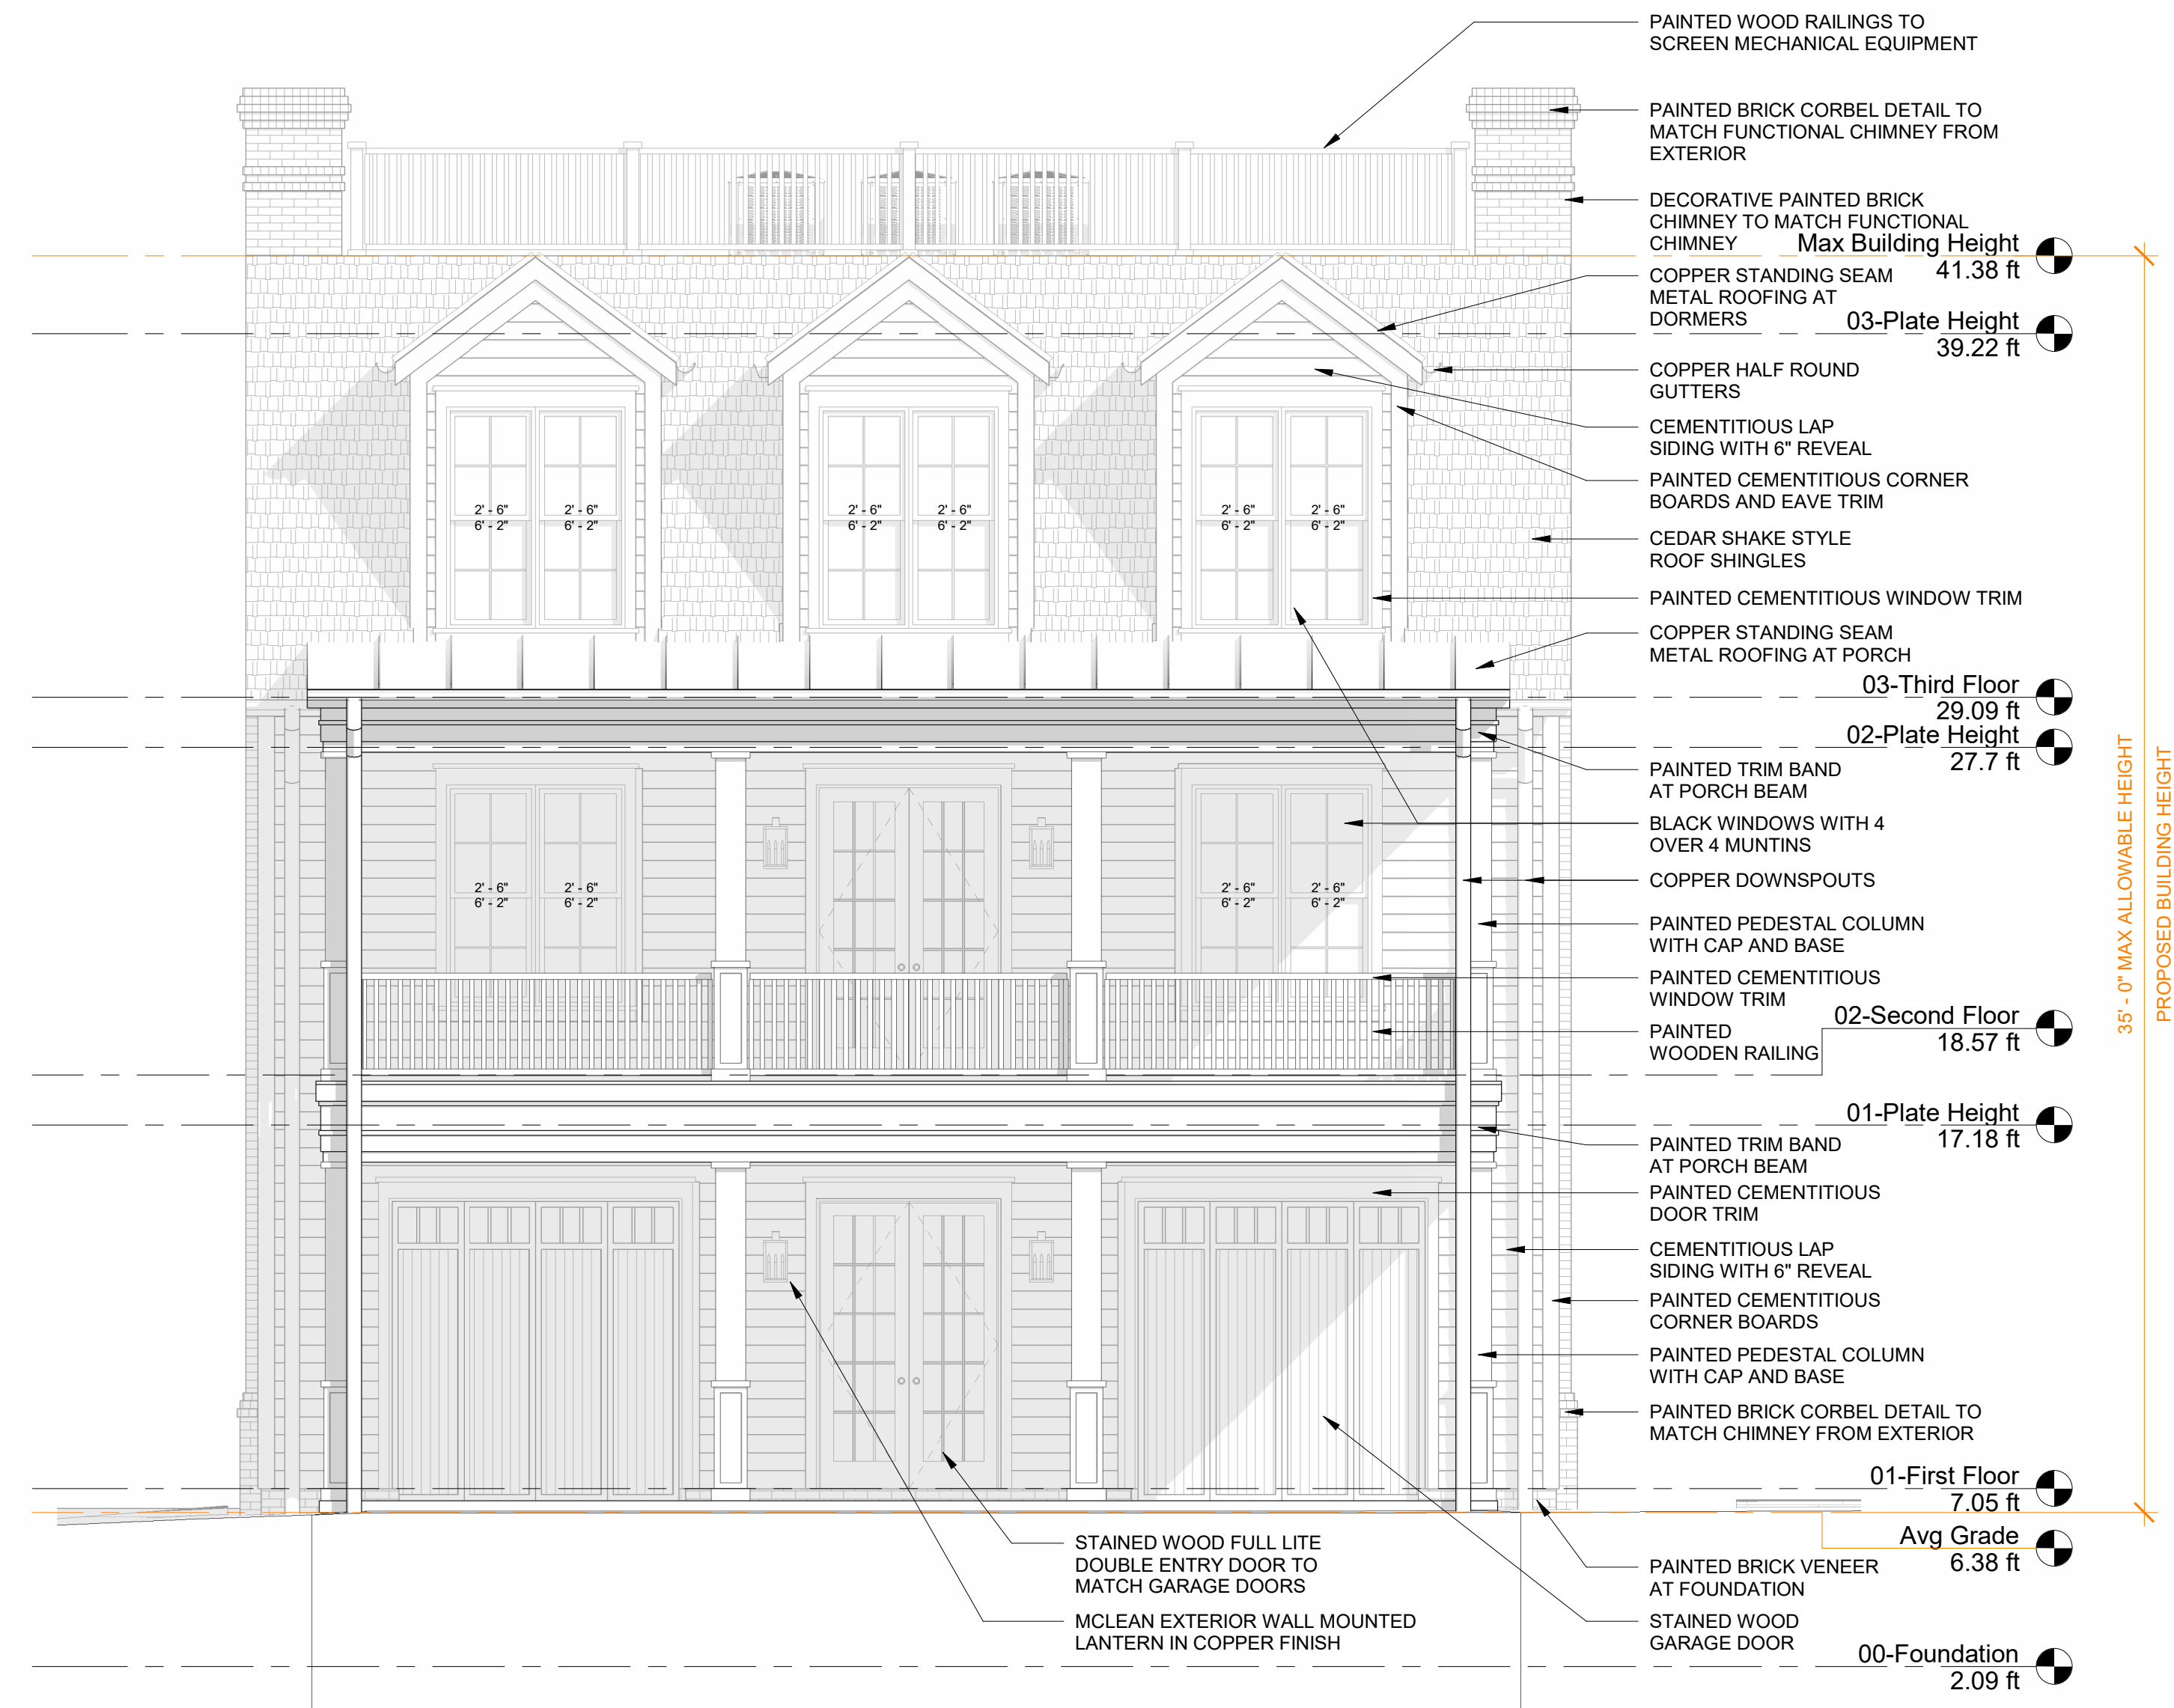 PAINTED WOOD RAILINGS TO
SCREEN MECHANICAL EQUIPMENT
PAINTED BRICK CORBEL DETAIL TO
MATCH FUNCTIONAL CHIMNEY FROM
EXTERIOR
DECORATIVE PAINTED BRICK
CHIMNEY TO MATCH FUNCTIONAL
CHIMNEY
Max Building Height
41.38 ft
COPPER STANDING SEAM
METAL ROOFING AT
DORMERS
03-Plate Height
39.22 ft
COPPER HALF ROUND
GUTTERS
CEMENTITIOUS LAP
SIDING WITH 6" REVEAL
PAINTED CEMENTITIOUS CORNER
BOARDS AND EAVE TRIM
2' - 6" 2' - 6" 2' - 6" 2' - 6" 2' - 6" 2' - 6"
6' - 2" 6' - 2" 6' - 2" 6' - 2" 6' - 2" 6' - 2"
CEDAR SHAKE STYLE
ROOF SHINGLES
PAINTED CEMENTITIOUS WINDOW TRIM
COPPER STANDING SEAM
METAL ROOFING AT PORCH
03-Third Floor
29.09 ft
02-Plate Height
27.7 ft
PAINTED TRIM BAND
AT PORCH BEAM
BLACK WINDOWS WITH 4
OVER 4 MUNTINS
COPPER DOWNSPOUTS
2' - 6" 2' - 6" 2' - 6" 2' - 6"
6' - 2" 6' - 2" 6' - 2" 6' - 2"
PAINTED PEDESTAL COLUMN
WITH CAP AND BASE
PAINTED CEMENTITIOUS
WINDOW TRIM
02-Second Floor
18.57 ft
PAINTED
WOODEN RAILING
35' - 0" MAX ALLOWABLE HEIGHT
PROPOSED BUILDING HEIGHT
01-Plate Height
17.18 ft
PAINTED TRIM BAND
AT PORCH BEAM
PAINTED CEMENTITIOUS
DOOR TRIM
CEMENTITIOUS LAP
SIDING WITH 6" REVEAL
PAINTED CEMENTITIOUS
CORNER BOARDS
PAINTED PEDESTAL COLUMN
WITH CAP AND BASE
PAINTED BRICK CORBEL DETAIL TO
MATCH CHIMNEY FROM EXTERIOR
01-First Floor
7.05 ft
Avg Grade
6.38 ft
STAINED WOOD FULL LITE
DOUBLE ENTRY DOOR TO
MATCH GARAGE DOORS
PAINTED BRICK VENEER
AT FOUNDATION
MCLEAN EXTERIOR WALL MOUNTED
LANTERN IN COPPER FINISH
STAINED WOOD
GARAGE DOOR
00-Foundation
2.09 ft